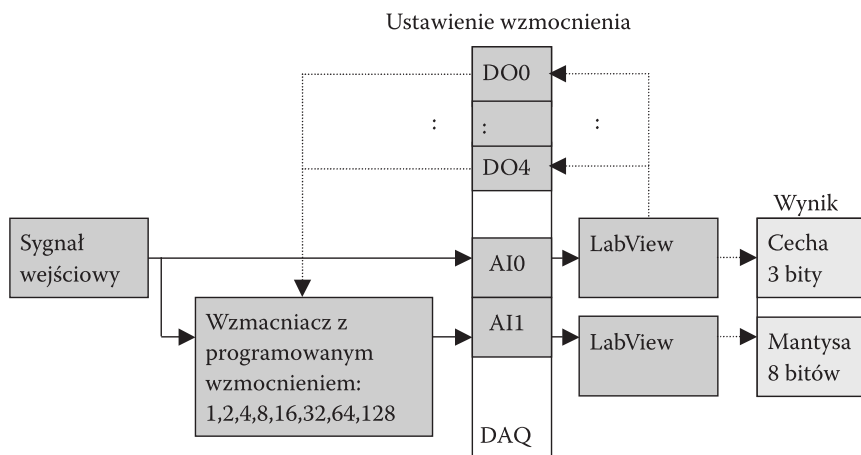 Ustawienie wzmocnienia
DO0
:
:
:
DO4
Wynik
Sygnał
wejściowy
AI0
LabView
Cecha
3 bity
Wzmacniacz z
programowanym
wzmocnieniem:
1,2,4,8,16,32,64,128
AI1
LabView
Mantysa
8 bitów
DAQ